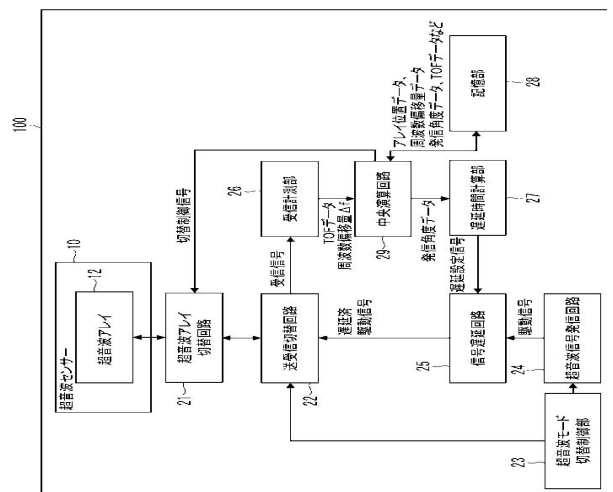 100
10
超音波センサー
12
超音波アレイ
超音波アレイ
切替回路
21
切替制御信号
送受信切替回路
22
受信信号
受信計測部
26
TOFデータ
周波数偏移量Δf
中央演算回路
29
アレイ位置データ、
周波数偏移量データ
発信角度データ、TOFデータなど
記憶部
28
発信角度データ
遅延時間計算部
27
遅延設定信号
遅延済
駆動信号
信号遅延回路
25
駆動信号
超音波信号発信回路
24
超音波モード
切替制御部
23